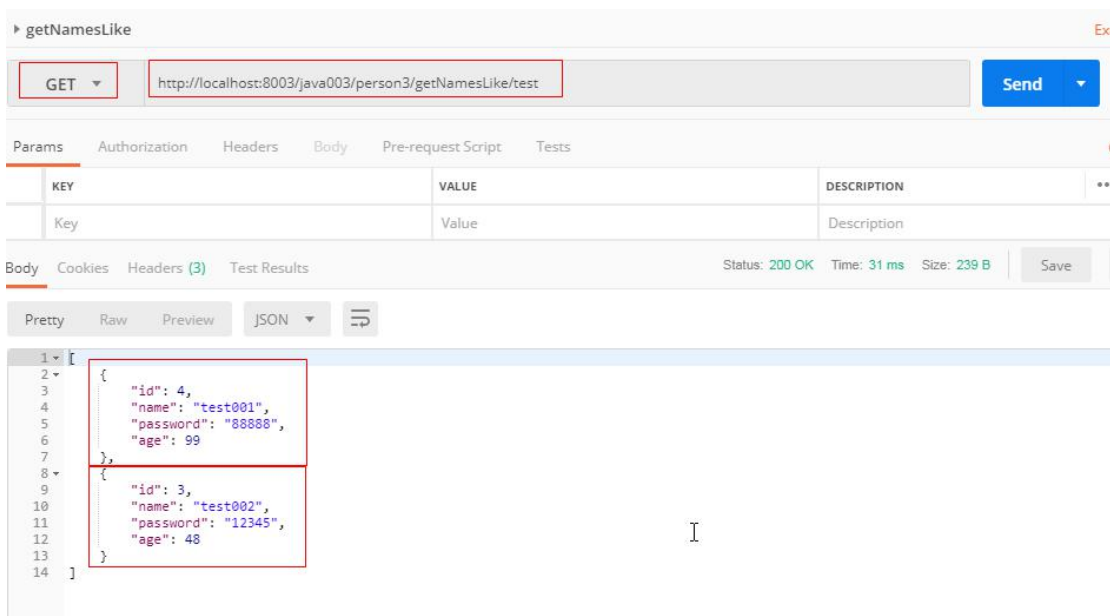 getNamesLike
Ex
GET http://localhost:8003/java003/person3/getNamesLike/test Send
Params Authorization Headers Body Pre-request Script Tests
KEY VALUE DESCRIPTION
Key Value Description
Body Cookies Headers (3) Test Results Status: 200 OK Time: 31 ms Size: 239 B Save
Pretty Raw Preview JSON
1 [
2 {
3 "id": 4,
4 "name": "test001",
5 "password": "88888",
6 "age": 99
7 },
8 {
9 "id": 3,
10 "name": "test002",
11 "password": "12345",
12 "age": 48
13 }
14 ]